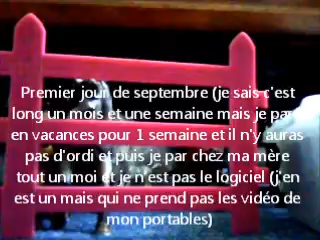 Premier jour de septembre (je sais c'est
long un mois et une semaine mais je pars
en vacances pour 1 semaine et il n'y auras
pas d'ordi et puis je par chez ma mère
tout un moi et je n'est pas le logiciel (j'en
est un mais qui ne prend pas les vidéo de
mon portables)